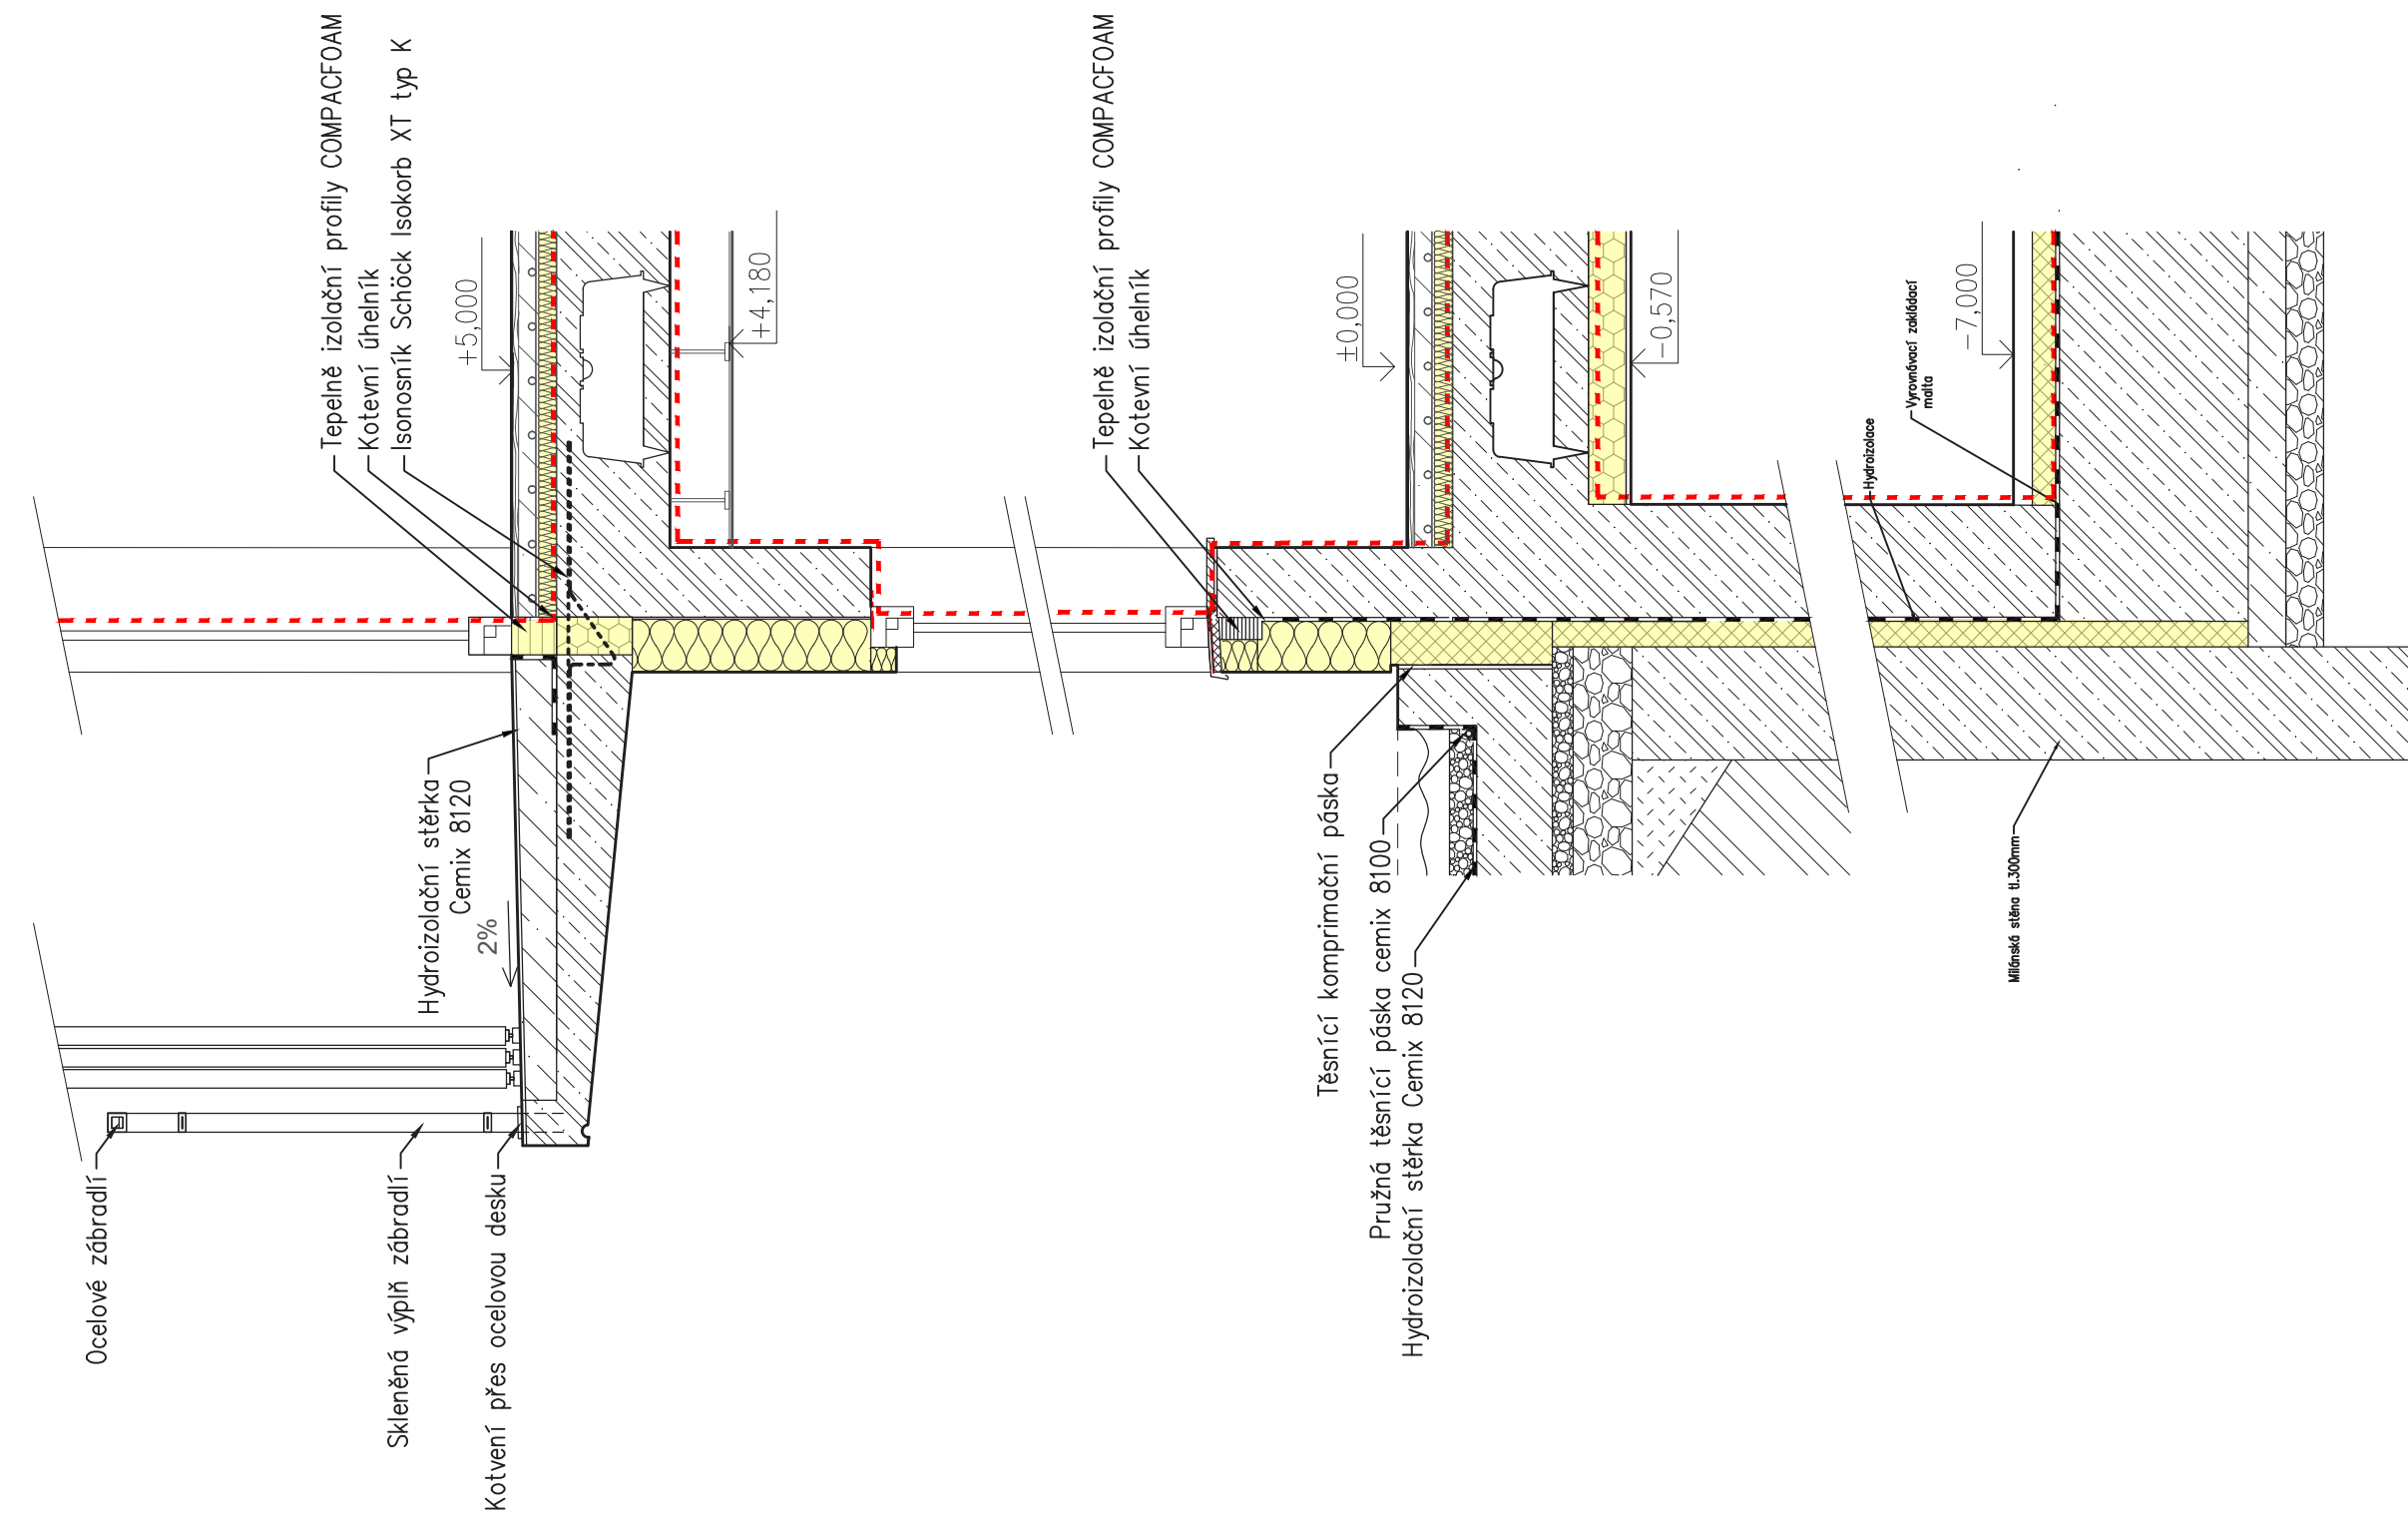 Tepelně izolační profily COMPACFOAM
Kotevní úhelník
Isonosník Schöck Isokorb XT typ K
+5,000
+4,180
Hydroizolační stěrka
Cemix 8120
2%
Ocelové zábradlí
Skleněná výplň zábradlí
Kotvení přes ocelovou desku
Tepelně izolační profily COMPACFOAM
Kotevní úhelník
±0,000
-0,570
Těsnící komprimační páska
Pružná těsnící páska cemix 8100
Hydroizolační stěrka Cemix 8120
Hydroizolace
Vyrovnávací zakládací
malta
-7,000
Milánská stěna tl.300mm